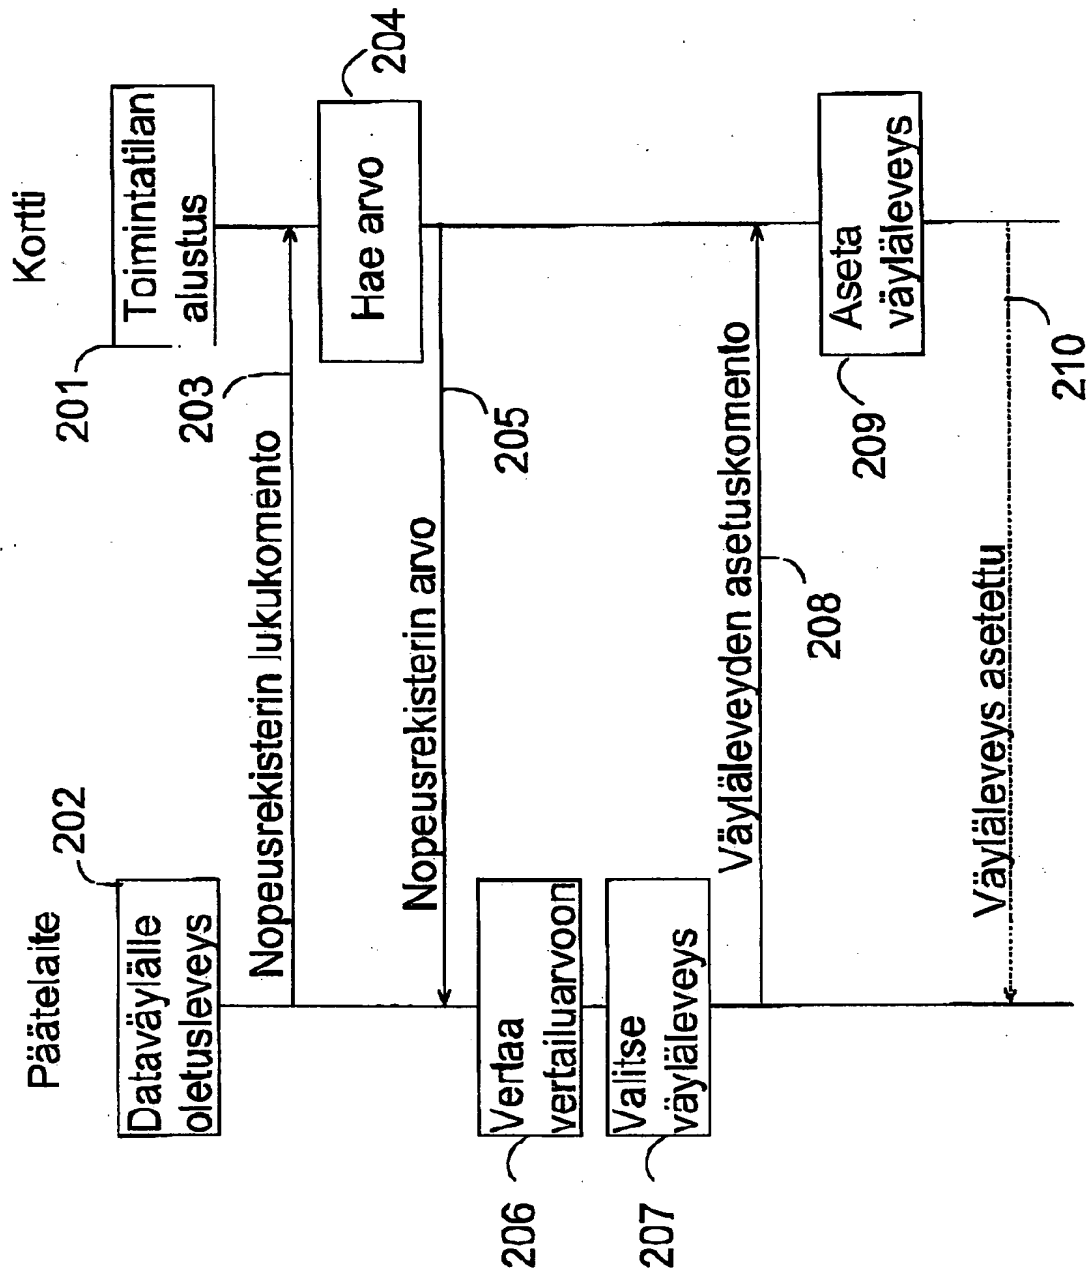 Päätelaite
Kortti
202
Dataväylälle
oletusleveys
201
Toimintatilan
alustus
203
Nopeusrekisterin lukukomento
204
Hae arvo
Nopeusrekisterin arvo
205
206
Vertaa
vertailuarvoon
207
Valitse
väyläleveys
Väyläleveyden asetuskomento
208
209
Aseta
väyläleveys
Väyläleveys asetettu
210